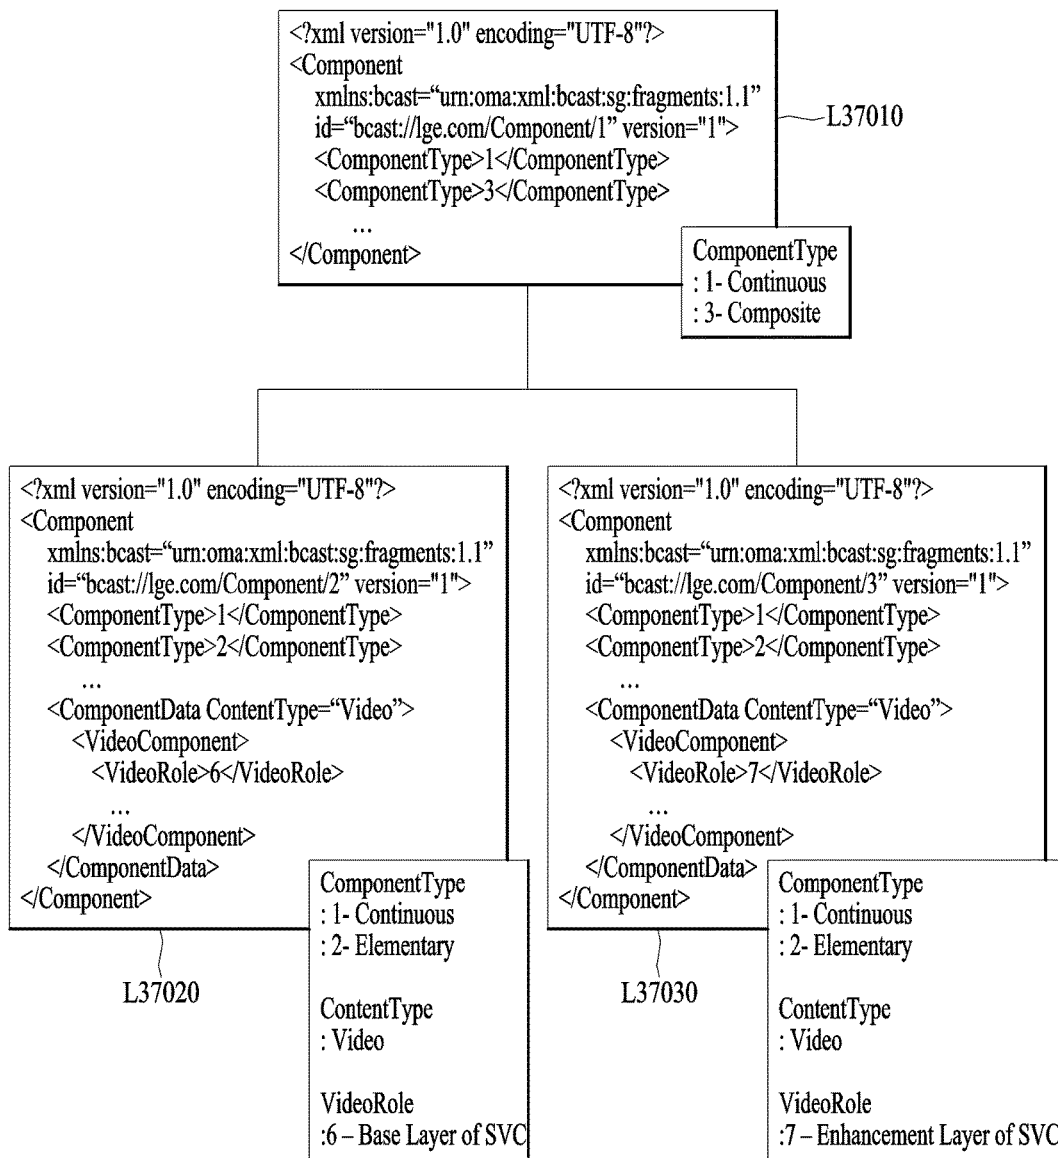 <?xml version="1.0" encoding="UTF-8"?>
<Component
xmlns:bcast=“urn:oma:xml:bcast:sg:fragments:1.1”
id=“bcast://lge.com/Component/1” version="1">
<ComponentType>1</ComponentType>
<ComponentType>3</ComponentType>
...
</Component>
L37010
ComponentType
: 1- Continuous
: 3- Composite
<?xml version="1.0" encoding="UTF-8"?>
<Component
xmlns:bcast=“urn:oma:xml:bcast:sg:fragments:1.1”
id=“bcast://lge.com/Component/2” version="1">
<ComponentType>1</ComponentType>
<ComponentType>2</ComponentType>
...
<ComponentData ContentType=“Video”>
<VideoComponent>
<VideoRole>6</VideoRole>
...
</VideoComponent>
</ComponentData>
</Component>
L37020
ComponentType
: 1- Continuous
: 2- Elementary
ContentType
: Video
VideoRole
:6 – Base Layer of SVC
<?xml version="1.0" encoding="UTF-8"?>
<Component
xmlns:bcast=“urn:oma:xml:bcast:sg:fragments:1.1”
id=“bcast://lge.com/Component/3” version="1">
<ComponentType>1</ComponentType>
<ComponentType>2</ComponentType>
...
<ComponentData ContentType=“Video”>
<VideoComponent>
<VideoRole>7</VideoRole>
...
</VideoComponent>
</ComponentData>
</Component>
L37030
ComponentType
: 1- Continuous
: 2- Elementary
ContentType
: Video
VideoRole
:7 – Enhancement Layer of SVC